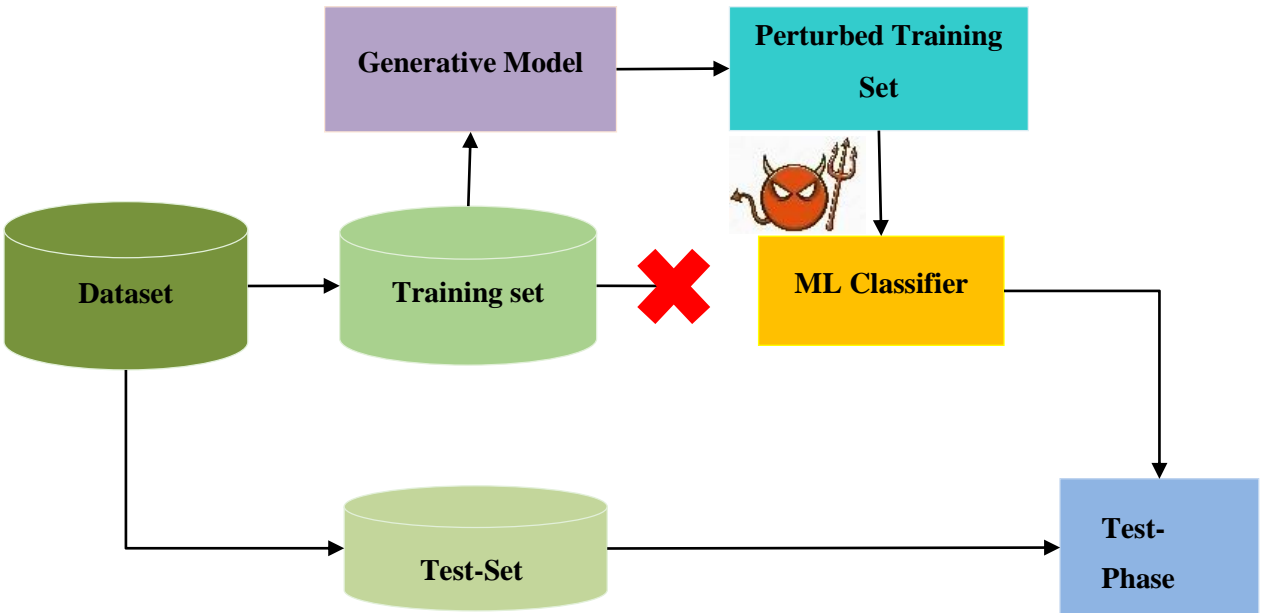 Generative Model
Perturbed Training
Set
Dataset
Training set
ML Classifier
Test-Set
Test-
Phase